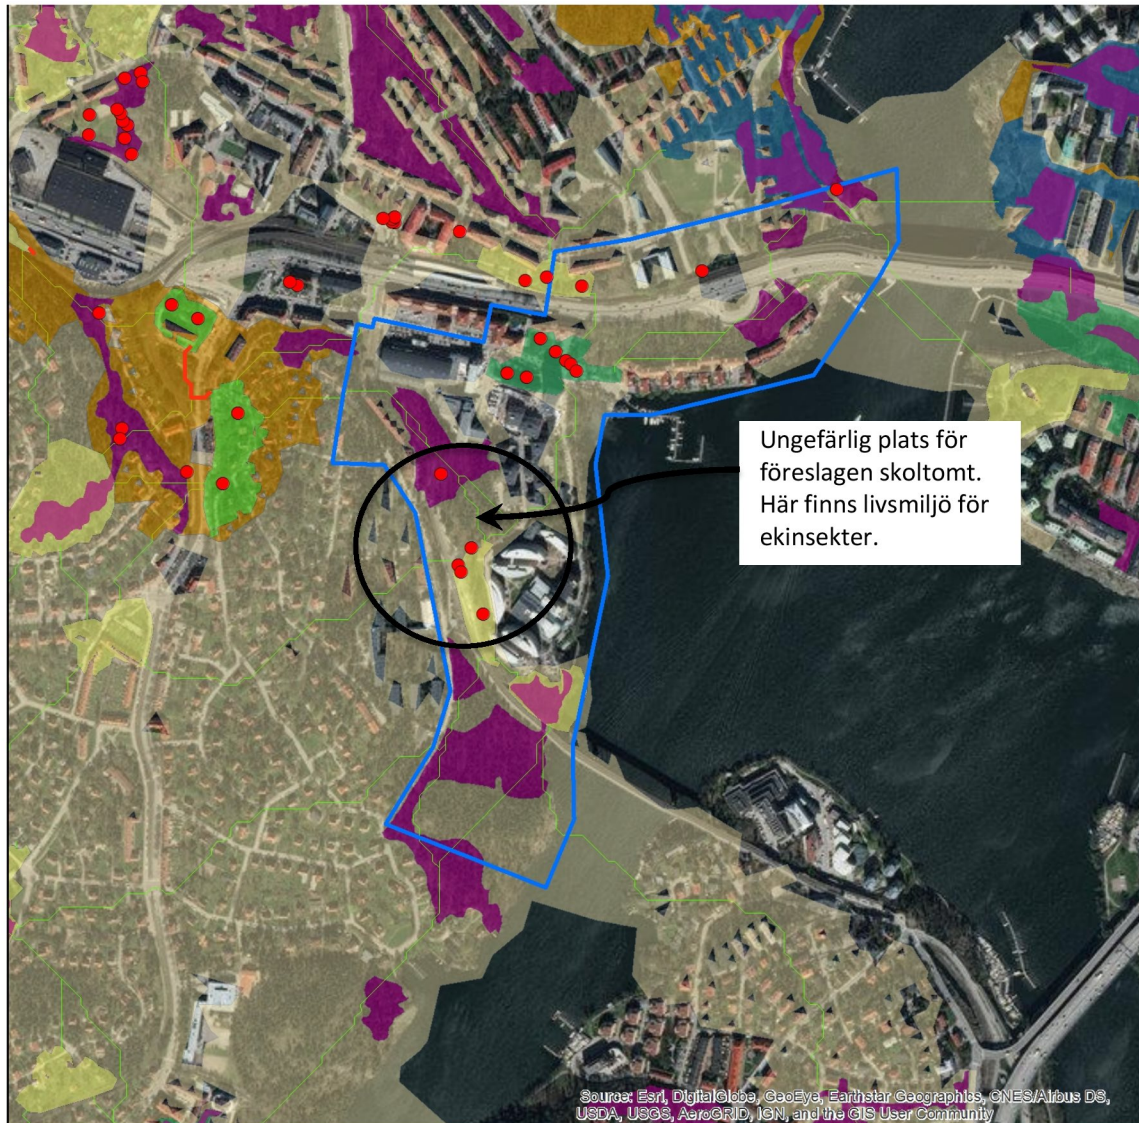 Ungefärlig plats för
föreslagen skoltomt.
Här finns livsmiljö för
ekinsekter.
Source: Esri, DigitalGlobe, GeoEye, Earthstar Geographics, CNES/Airbus DS,
USDA, USGS, AeroGRID, IGN, and the GIS User Community